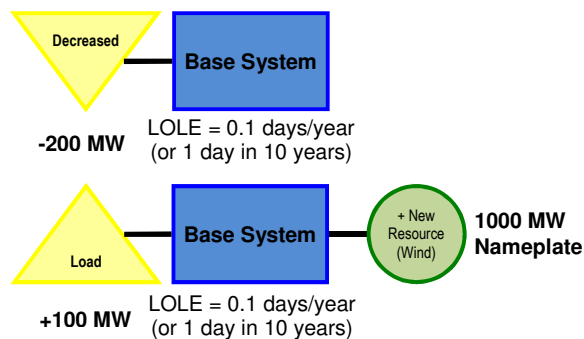 Decreased
Base System
-200 MW
LOLE = 0.1 days/year
(or 1 day in 10 years)
Load
Base System
+ New
Resource
(Wind)
1000 MW
Nameplate
+100 MW
LOLE = 0.1 days/year
(or 1 day in 10 years)